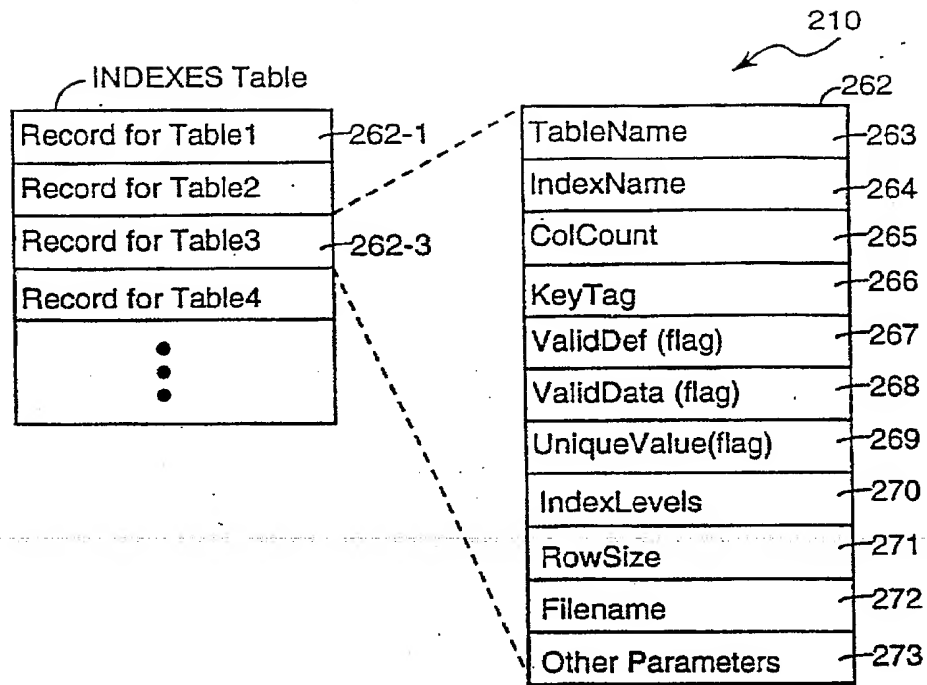 210
INDEXES Table
262
Record for Table1 262-1
Record for Table2
Record for Table3 262-3
Record for Table4
TableName 263
IndexName 264
ColCount 265
KeyTag 266
ValidDef (flag) 267
ValidData (flag) 268
UniqueValue(flag) 269
IndexLevels 270
RowSize 271
Filename 272
Other Parameters 273